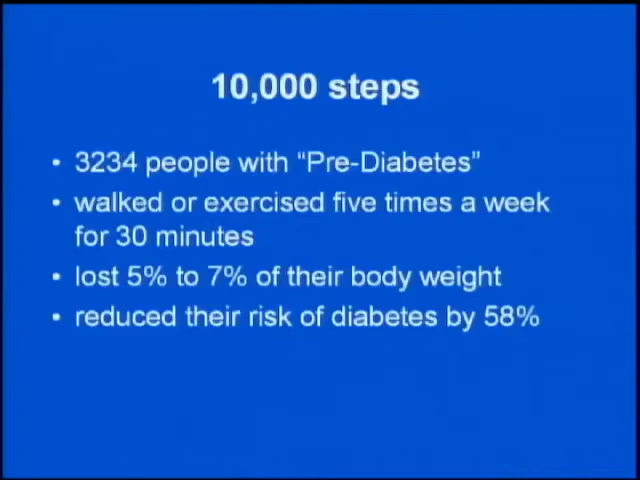 10,000 steps
• 3234 people with “Pre-Diabetes”
• walked or exercised five times a week
for 30 minutes
• lost 5% to 7% of their body weight
• reduced their risk of diabetes by 58%